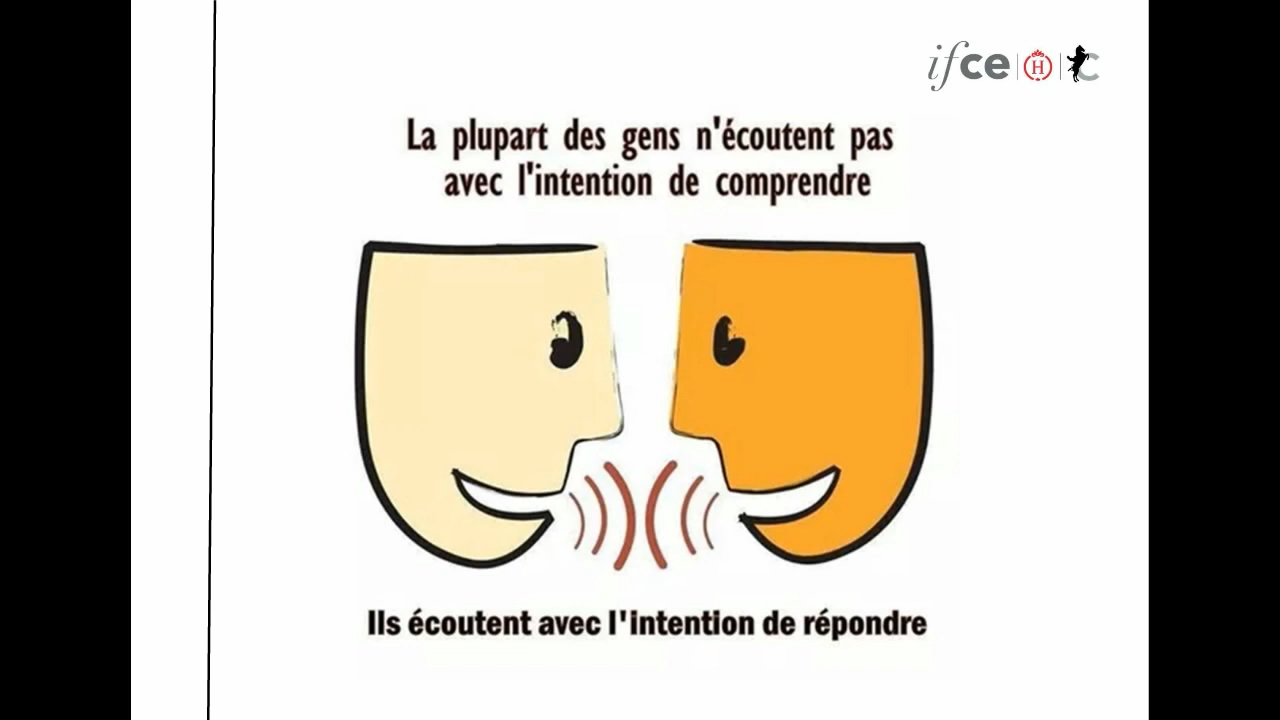 ifce
H
C
La plupart des gens n'écoutent pas
avec l'intention de comprendre
Ils écoutent avec l'intention de répondre